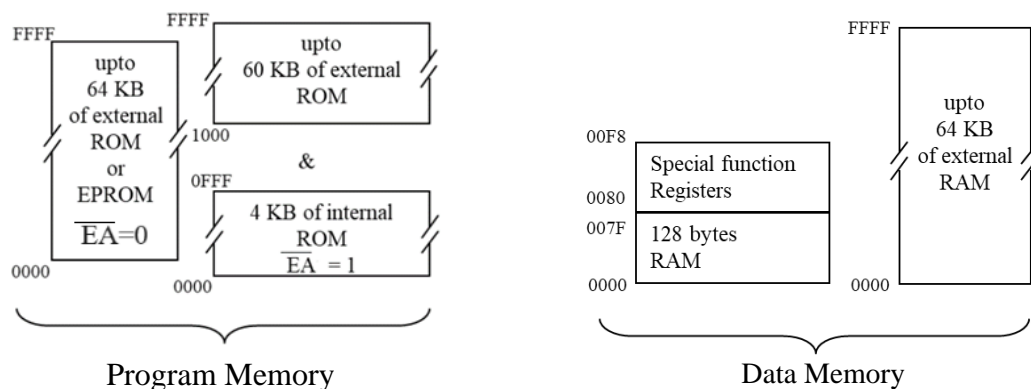 FFFF
upto
64 KB
of external
ROM
or
EPROM
E̅A̅=0
0000
FFFF
upto
60 KB of external
ROM
1000
&
0FFF
4 KB of internal
ROM
E̅A̅ = 1
0000
Program Memory
00F8
Special function
Registers
0080
007F
128 bytes
RAM
0000
FFFF
upto
64 KB
of external
RAM
0000
Data Memory